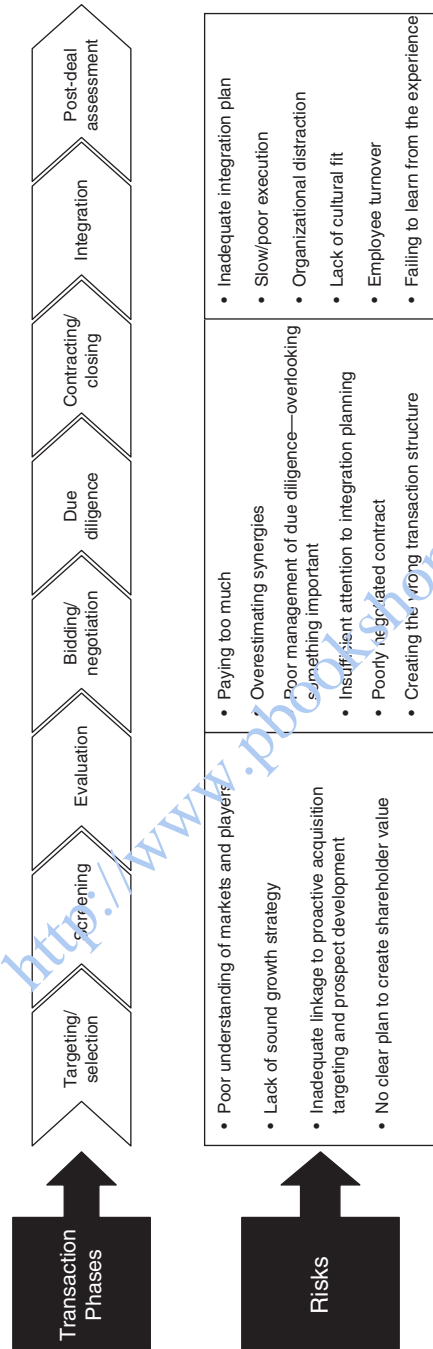 Transaction
Phases
Targeting/
selection
Screening
Evaluation
Bidding/
negotiation
Due
diligence
Contracting/
closing
Integration
Post-deal
assessment
Risks
• Poor understanding of markets and players
• Lack of sound growth strategy
• Inadequate linkage to proactive acquisition
targeting and prospect development
• No clear plan to create shareholder value
• Paying too much
• Overestimating synergies
• Poor management of due diligence—overlooking
something important
• Insufficient attention to integration planning
• Poorly negotiated contract
• Creating the wrong transaction structure
• Inadequate integration plan
• Slow/poor execution
• Organizational distraction
• Lack of cultural fit
• Employee turnover
• Failing to learn from the experience
http://www.pbookshop